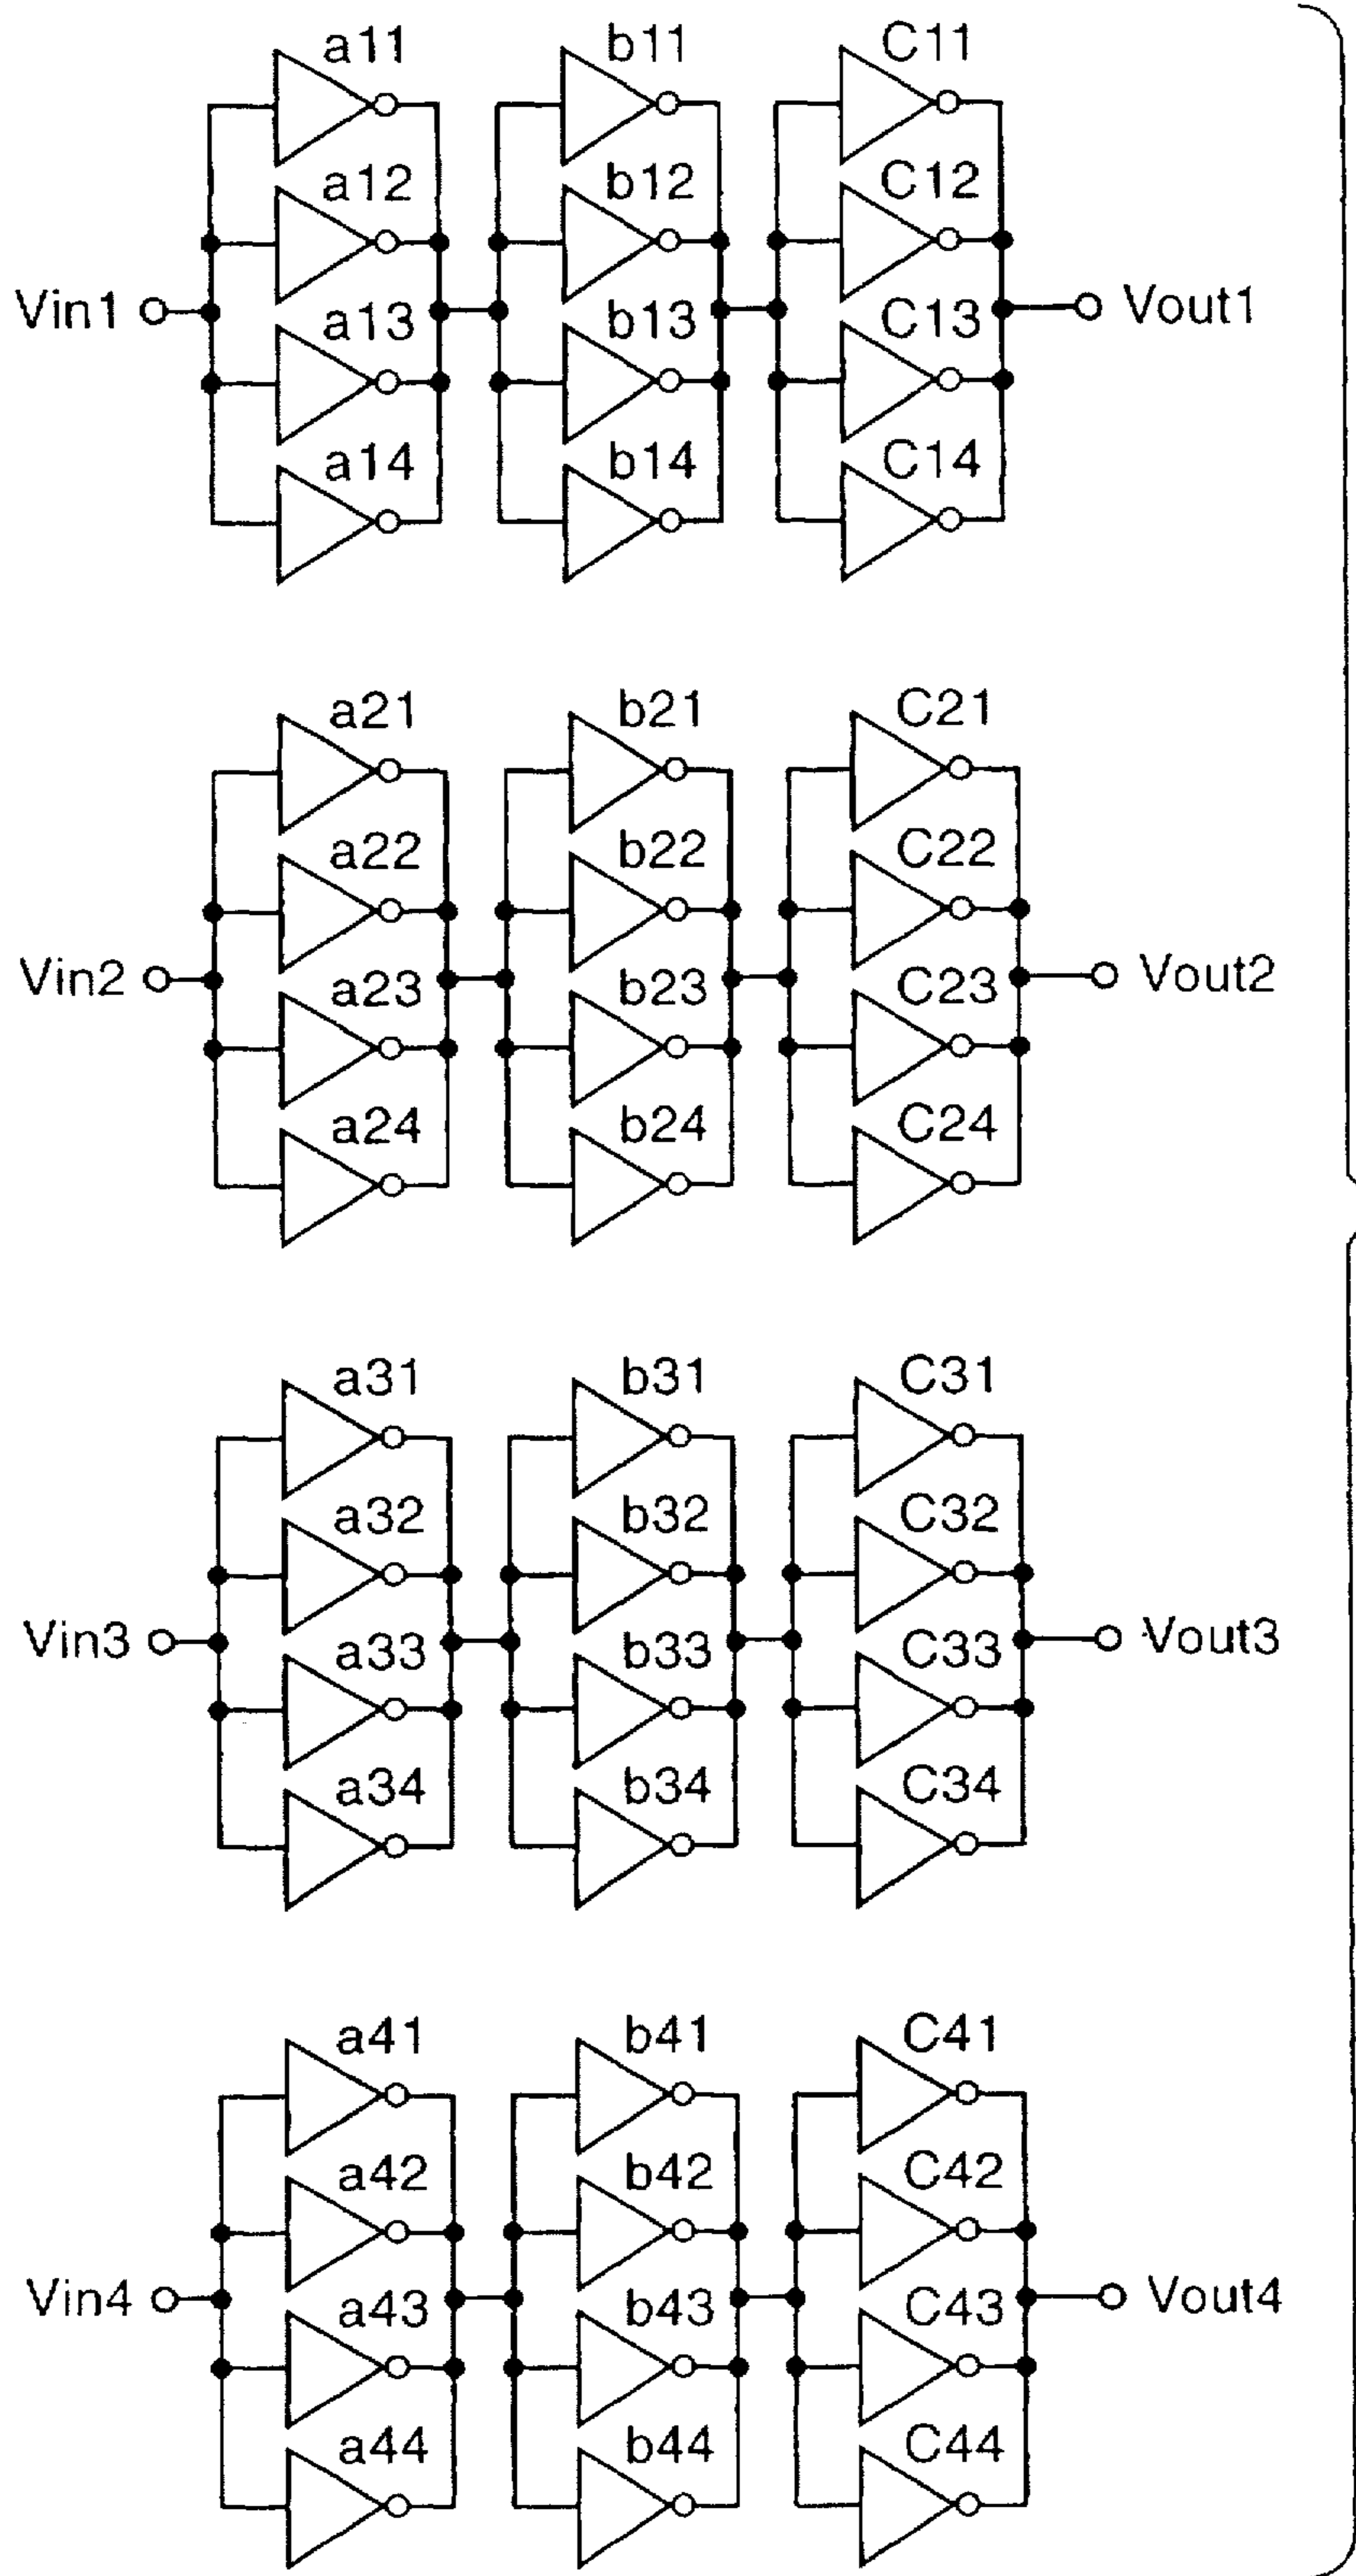 a11 b11 C11
a12 b12 C12
Vin1 a13 b13 C13 Vout1
a14 b14 C14
a21 b21 C21
a22 b22 C22
Vin2 a23 b23 C23 Vout2
a24 b24 C24
a31 b31 C31
a32 b32 C32
Vin3 a33 b33 C33 Vout3
a34 b34 C34
a41 b41 C41
a42 b42 C42
Vin4 a43 b43 C43 Vout4
a44 b44 C44